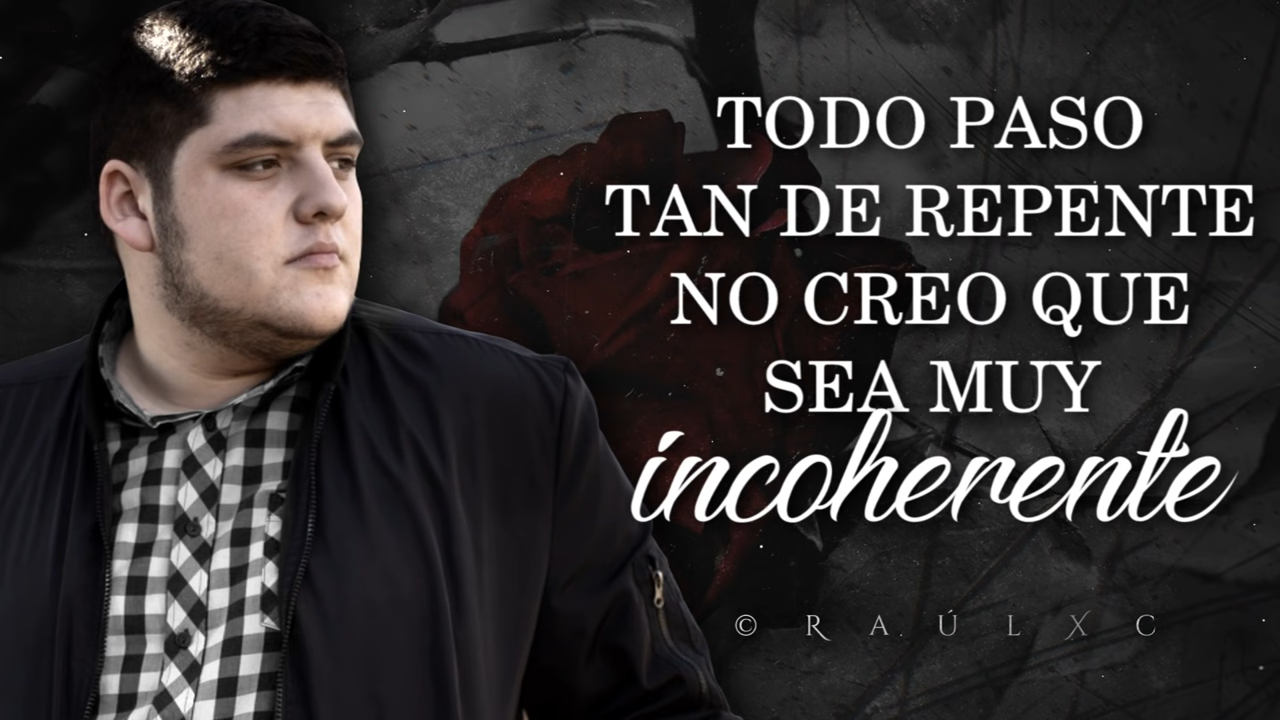 TODO PASO
TAN DE REPENTE
NO CREO QUE
SEA MUY
incoherente
© RAÚLXC